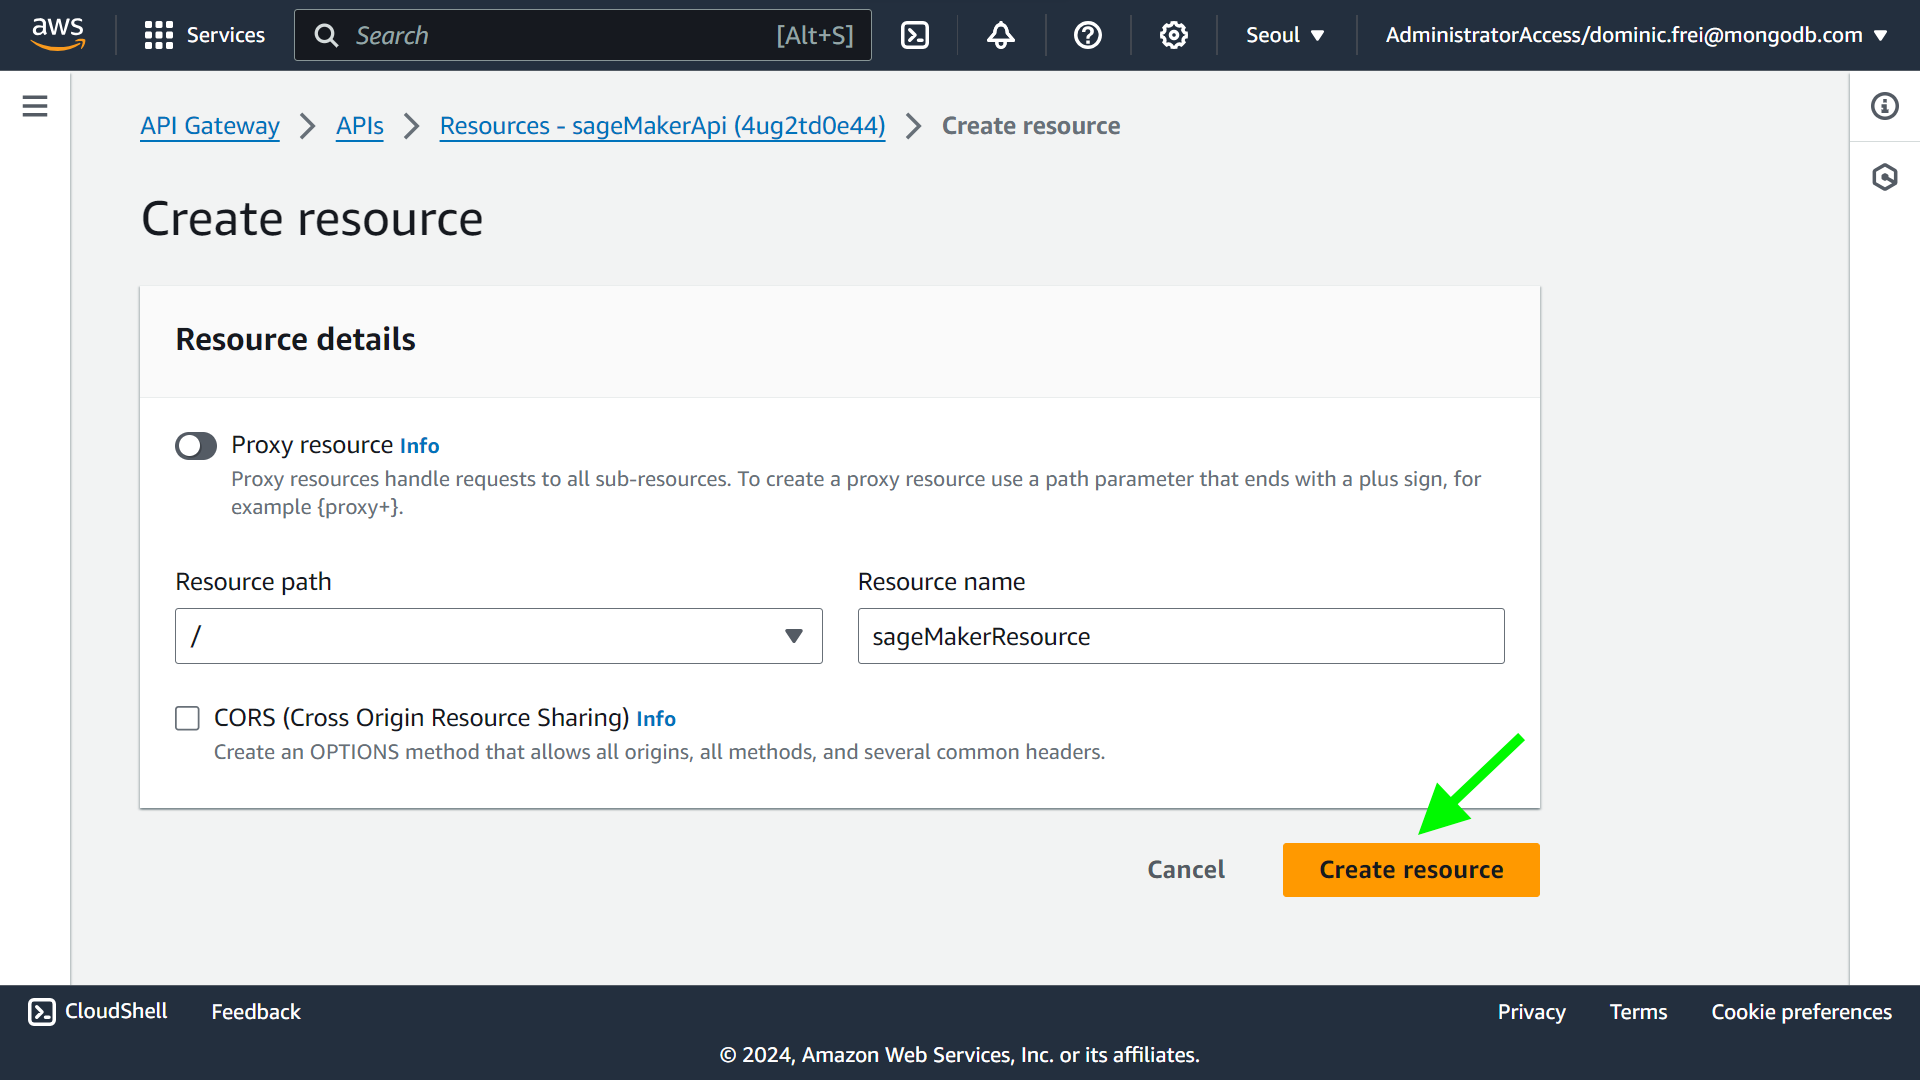 aws
Services
Search [Alt+S]
Seoul
AdministratorAccess/dominic.frei@mongodb.com
API Gateway > APIs > Resources - sageMakerApi (4ug2td0e44) > Create resource
Create resource
Resource details
Proxy resource Info
Proxy resources handle requests to all sub-resources. To create a proxy resource use a path parameter that ends with a plus sign, for
example {proxy+}.
Resource path
/
Resource name
sageMakerResource
CORS (Cross Origin Resource Sharing) Info
Create an OPTIONS method that allows all origins, all methods, and several common headers.
Cancel
Create resource
CloudShell
Feedback
Privacy
Terms
Cookie preferences
© 2024, Amazon Web Services, Inc. or its affiliates.